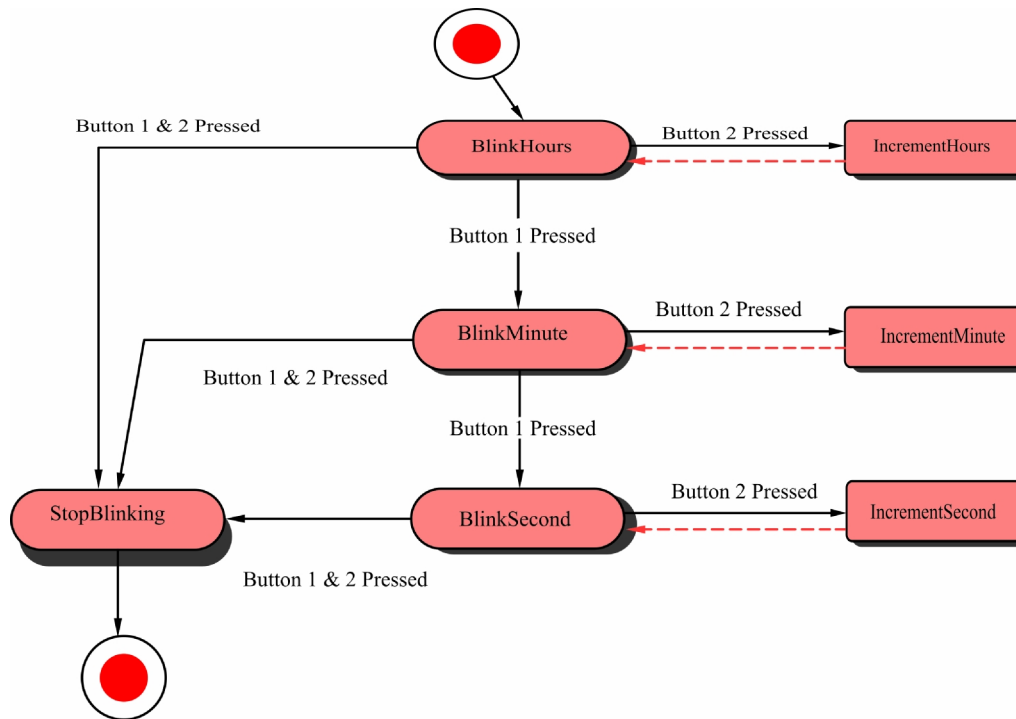 Button 1 & 2 Pressed
BlinkHours
Button 2 Pressed
IncrementHours
Button 1 Pressed
BlinkMinute
Button 2 Pressed
IncrementMinute
Button 1 & 2 Pressed
Button 1 Pressed
StopBlinking
BlinkSecond
Button 2 Pressed
IncrementSecond
Button 1 & 2 Pressed